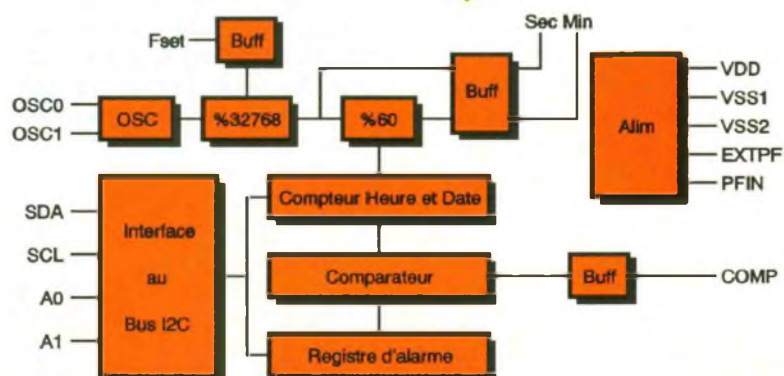 Sec Min
Fset
Buff
Buff
OSC0
OSC1
OSC
%32768
%60
Alim
VDD
VSS1
VSS2
EXTPF
PFIN
SDA
SCL
A0
A1
Interface
au
Bus I2C
Compteur Heure et Date
Comparateur
Buff
COMP
Registre d'alarme